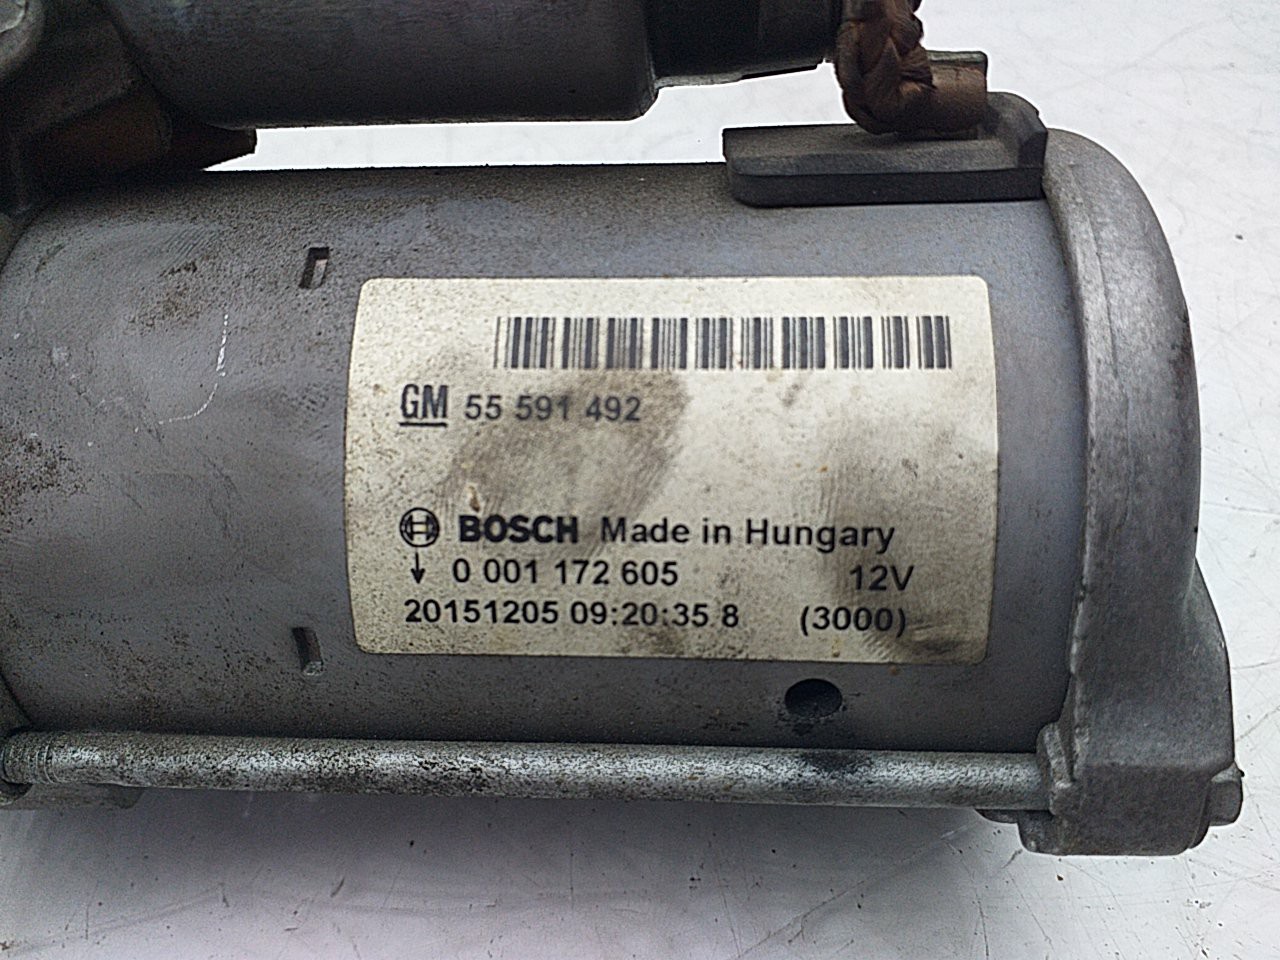 GM 55 591 492
BOSCH Made in Hungary
0 001 172 605 12V
20151205 09:20:35 8 (3000)